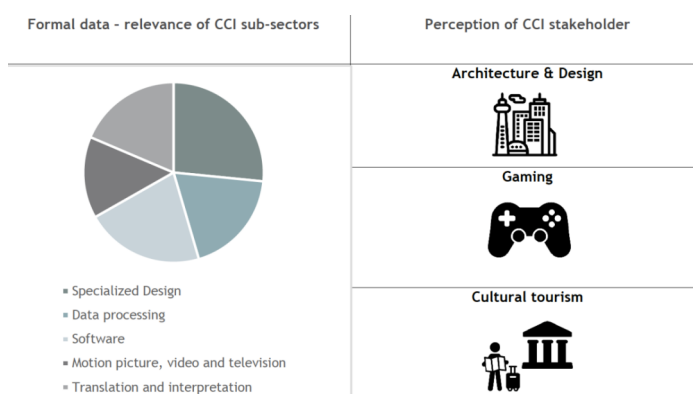 Formal data – relevance of CCI sub-sectors
Perception of CCI stakeholder
Architecture & Design
Gaming
Cultural tourism
Specialized Design
Data processing
Software
Motion picture, video and television
Translation and interpretation